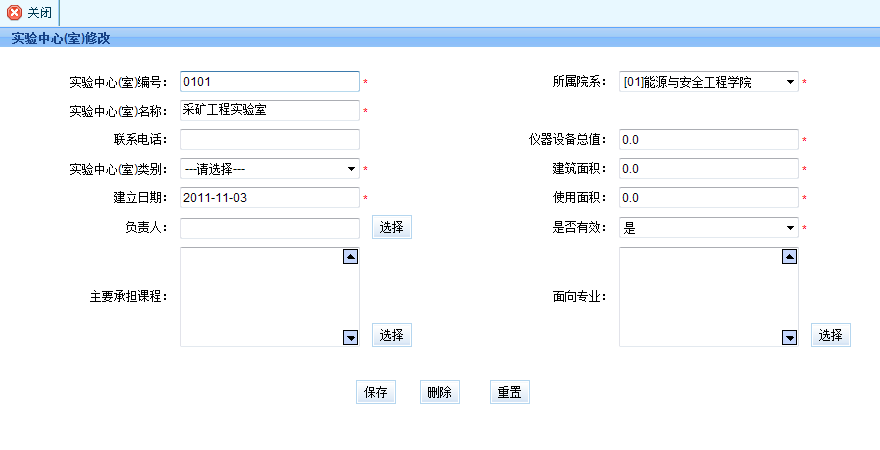 关闭
实验中心(室)修改
实验中心(室)编号： 0101 * 所属院系： [01]能源与安全工程学院 *
实验中心(室)名称： 采矿工程实验室 *
联系电话： 仪器设备总值： 0.0 *
实验中心(室)类别： ---请选择--- * 建筑面积： 0.0 *
建立日期： 2011-11-03 * 使用面积： 0.0 *
负责人： 选择 是否有效： 是 *
主要承担课程： 选择 面向专业： 选择
保存 删除 重置